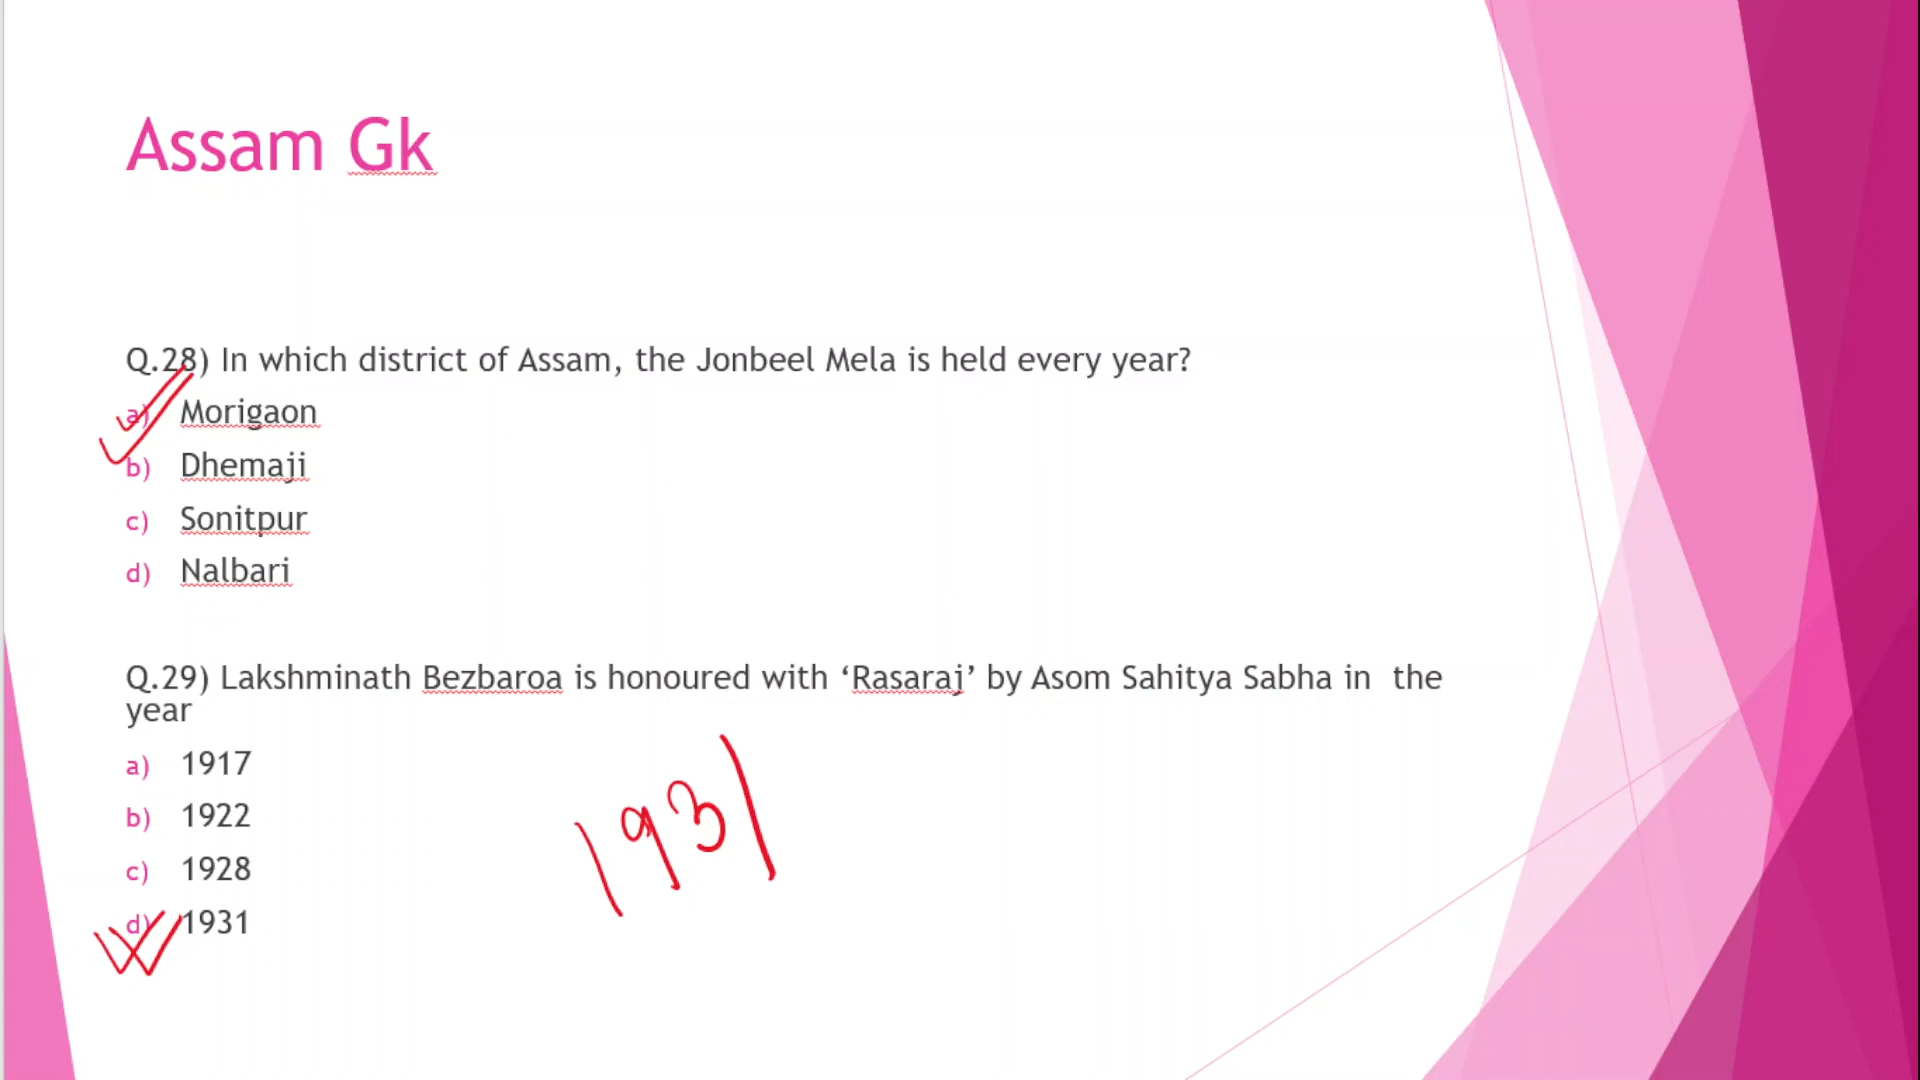 Assam Gk
Q.28) In which district of Assam, the Jonbeel Mela is held every year?
a) Morigaon
b) Dhemaji
c) Sonitpur
d) Nalbari
Q.29) Lakshminath Bezbaroa is honoured with ‘Rasaraj’ by Asom Sahitya Sabha in the
year
a) 1917
b) 1922
c) 1928
d) 1931
1931